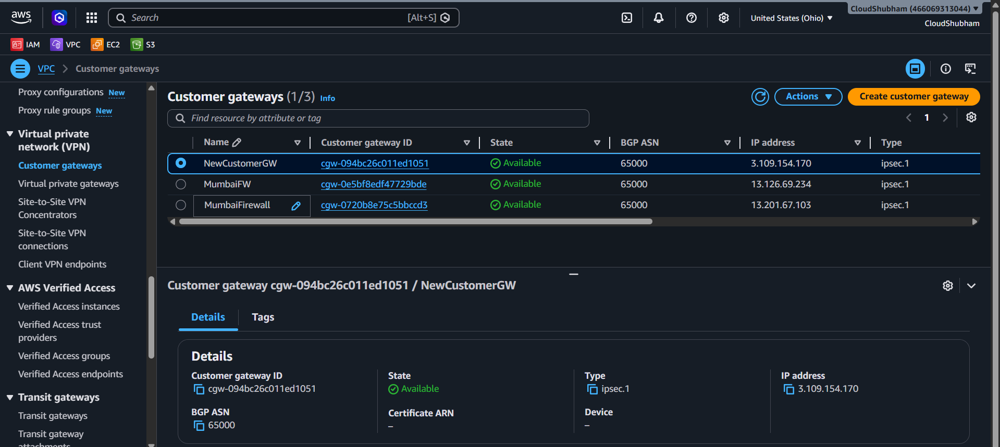 aws
Search [Alt+S]
United States (Ohio)
CloudShubham (466069313044)
CloudShubham
IAM VPC EC2 S3
VPC Customer gateways
Proxy configurations New
Proxy rule groups New
Virtual private
network (VPN)
Customer gateways
Virtual private gateways
Site-to-Site VPN
Concentrators
Site-to-Site VPN
connections
Client VPN endpoints
AWS Verified Access
Verified Access instances
Verified Access trust
providers
Verified Access groups
Verified Access endpoints
Transit gateways
Transit gateways
Transit gateway
attachments
Customer gateways (1/3) Info
Actions
Create customer gateway
Find resource by attribute or tag
1
Name Customer gateway ID State BGP ASN IP address Type
NewCustomerGW cgw-094bc26c011ed1051 Available 65000 3.109.154.170 ipsec.1
MumbaiFW cgw-0e5bf8edf47729bde Available 65000 13.126.69.234 ipsec.1
MumbaiFirewall cgw-0720b8e75c5bbccd3 Available 65000 13.201.67.103 ipsec.1
Customer gateway cgw-094bc26c011ed1051 / NewCustomerGW
Details Tags
Details
Customer gateway ID
cgw-094bc26c011ed1051
State
Available
Type
ipsec.1
IP address
3.109.154.170
BGP ASN
65000
Certificate ARN
–
Device
–